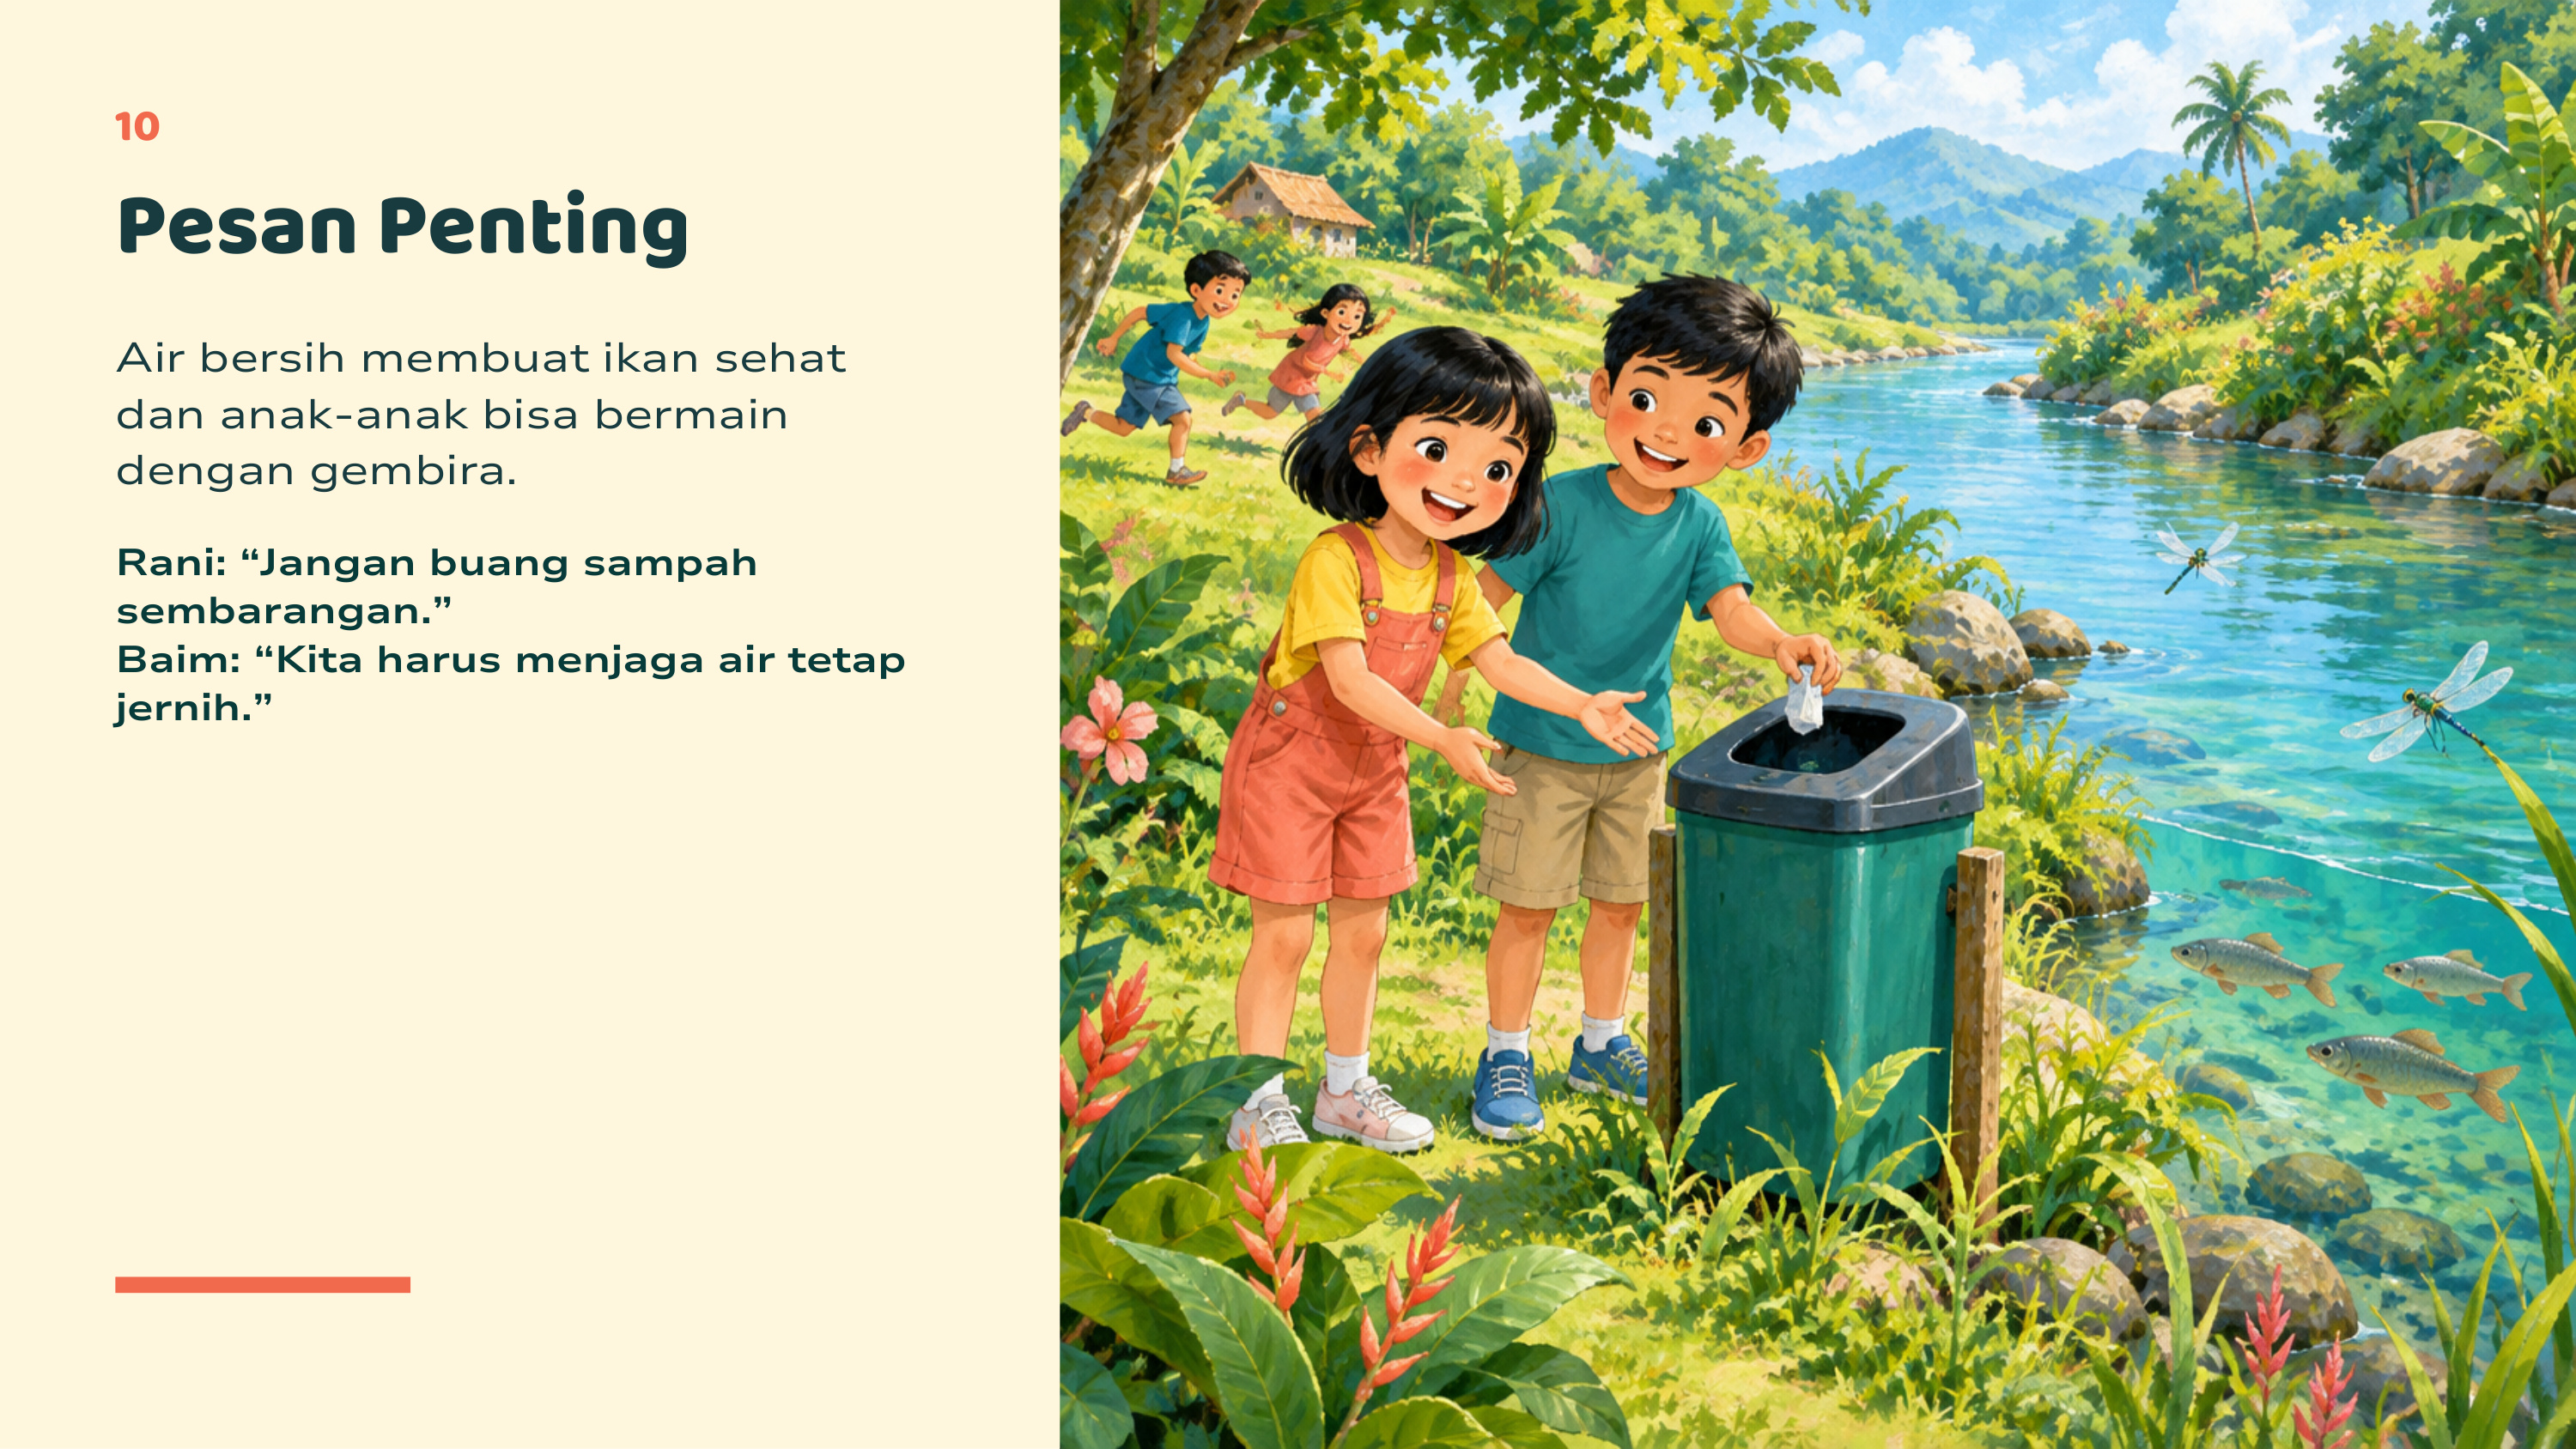 10
Pesan Penting
Air bersih membuat ikan sehat
dan anak-anak bisa bermain
dengan gembira.
Rani: “Jangan buang sampah
sembarangan.”
Baim: “Kita harus menjaga air tetap
jernih.”